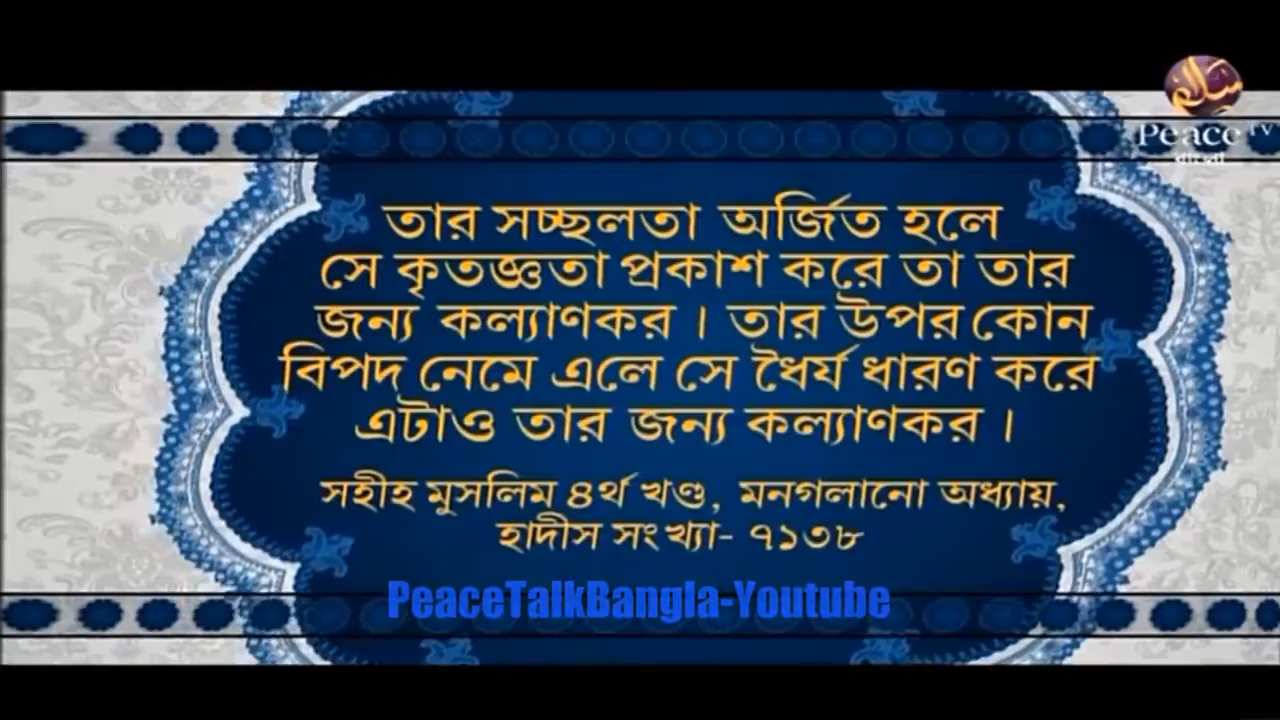 سلام
Peace TV
বাংলা
তার সচ্ছলতা অর্জিত হলে
সে কৃতজ্ঞতা প্রকাশ করে তা তার
জন্য কল্যাণকর । তার উপর কোন
বিপদ নেমে এলে সে ধৈর্য ধারণ করে
এটাও তার জন্য কল্যাণকর ।
সহীহ মুসলিম ৪র্থ খণ্ড, মনগলানো অধ্যায়,
হাদীস সংখ্যা- ৭১৩৮
PeaceTalkBangla-Youtube